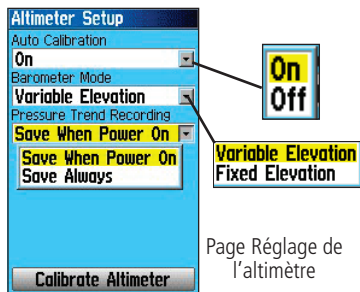 Altimeter Setup
Auto Calibration
On
Barometer Mode
Variable Elevation
Pressure Trend Recording
Save When Power On
Save When Power On
Save Always
Calibrate Altimeter
On
Off
Variable Elevation
Fixed Elevation
Page Réglage de
l'altimètre